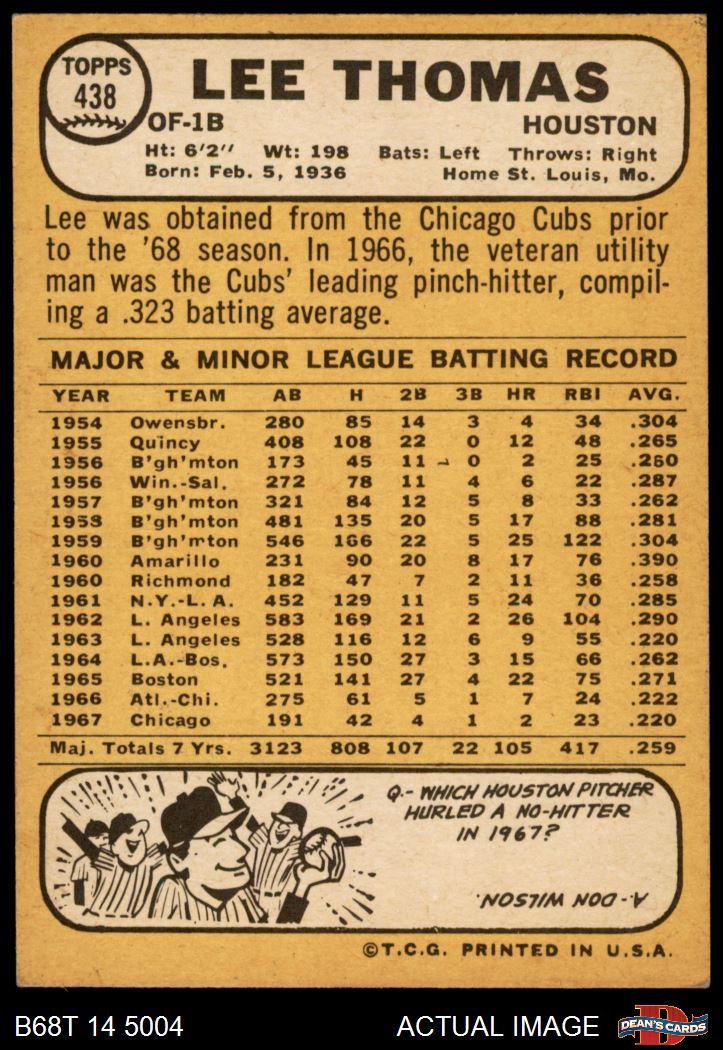 TOPPS
438
LEE THOMAS
OF-1B HOUSTON
Ht: 6'2" Wt: 198 Bats: Left Throws: Right
Born: Feb. 5, 1936 Home St. Louis, Mo.
Lee was obtained from the Chicago Cubs prior
to the '68 season. In 1966, the veteran utility
man was the Cubs' leading pinch-hitter, compil-
ing a .323 batting average.
MAJOR & MINOR LEAGUE BATTING RECORD
YEAR TEAM AB H 2B 3B HR RBI AVG.
1954 Owensbr. 280 85 14 3 4 34 .304
1955 Quincy 408 108 22 0 12 48 .265
1956 B'gh'mton 173 45 11 0 2 25 .260
1956 Win.-Sal. 272 78 11 4 6 22 .287
1957 B'gh'mton 321 84 12 5 8 33 .262
1958 B'gh'mton 481 135 20 5 17 88 .281
1959 B'gh'mton 546 166 22 5 25 122 .304
1960 Amarillo 231 90 20 8 17 76 .390
1960 Richmond 182 47 7 2 11 36 .258
1961 N.Y.-L. A. 452 129 11 5 24 70 .285
1962 L. Angeles 583 169 21 2 26 104 .290
1963 L. Angeles 528 116 12 6 9 55 .220
1964 L.A.-Bos. 573 150 27 3 15 66 .262
1965 Boston 521 141 27 4 22 75 .271
1966 Atl.-Chi. 275 61 5 1 7 24 .222
1967 Chicago 191 42 4 1 2 23 .220
Maj. Totals 7 Yrs. 3123 808 107 22 105 417 .259
Q.- WHICH HOUSTON PITCHER
HURLED A NO-HITTER
IN 1967?
A.- DON WILSON.
©T.C.G. PRINTED IN U.S.A.
B68T 14 5004 ACTUAL IMAGE
D
DEAN'S CARDS